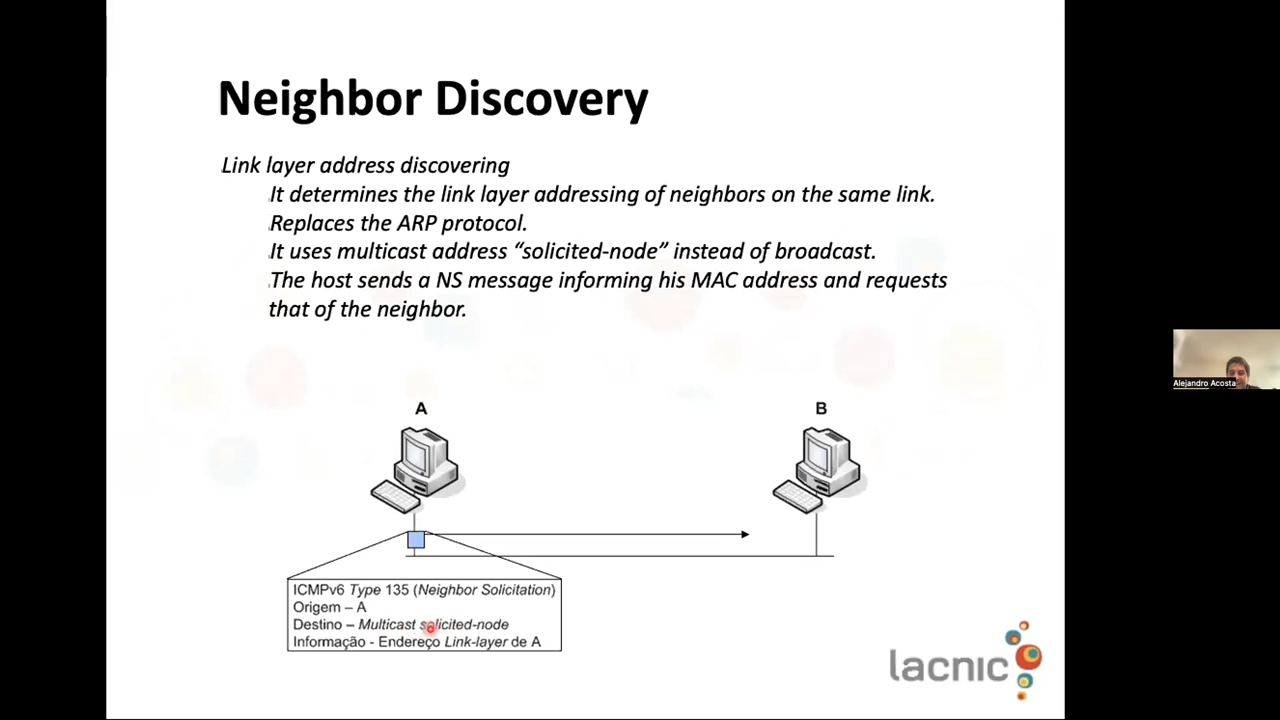 Neighbor Discovery
Link layer address discovering
It determines the link layer addressing of neighbors on the same link.
Replaces the ARP protocol.
It uses multicast address “solicited-node” instead of broadcast.
The host sends a NS message informing his MAC address and requests
that of the neighbor.
A
B
ICMPv6 Type 135 (Neighbor Solicitation)
Origem – A
Destino – Multicast solicited-node
Informação - Endereço Link-layer de A
lacnic
Alejandro Acosta